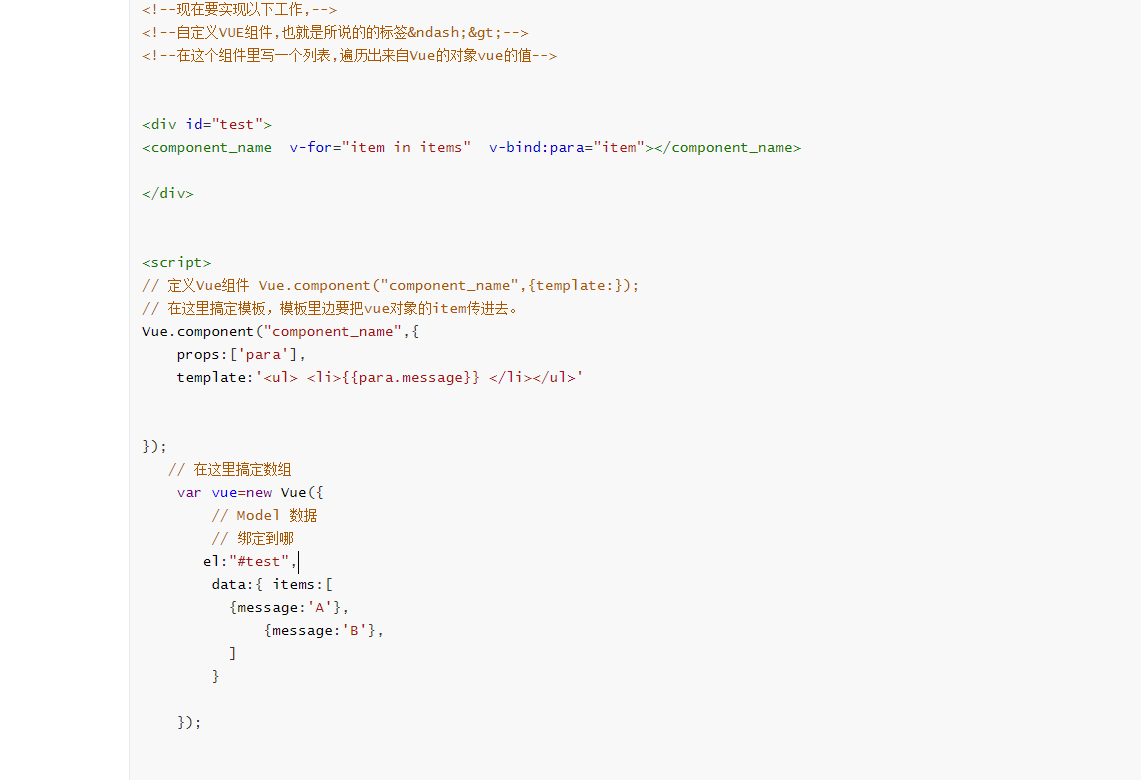 <!--现在要实现以下工作,-->
<!--自定义VUE组件,也就是所说的的标签&ndash;&gt;-->
<!--在这个组件里写一个列表,遍历出来自Vue的对象vue的值-->
<div id="test">
<component_name  v-for="item in items"  v-bind:para="item"></component_name>
</div>
<script>
// 定义Vue组件 Vue.component("component_name",{template:});
// 在这里搞定模板，模板里边要把vue对象的item传进去。
Vue.component("component_name",{
    props:['para'],
    template:'<ul> <li>{{para.message}} </li></ul>'
});
   // 在这里搞定数组
    var vue=new Vue({
        // Model 数据
        // 绑定到哪
       el:"#test",
        data:{ items:[
          {message:'A'},
              {message:'B'},
          ]
        }
    });